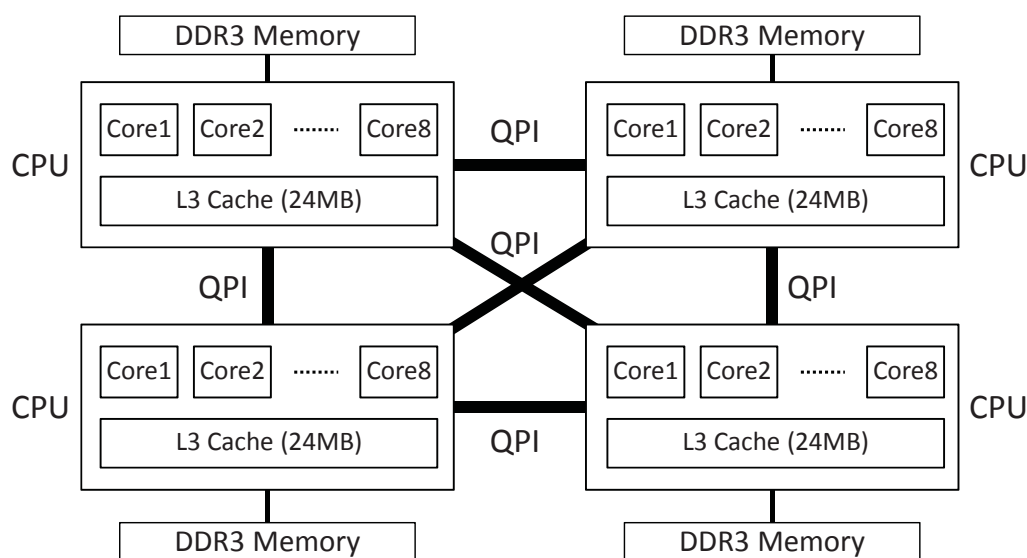 DDR3 Memory
DDR3 Memory
Core1 Core2 ........ Core8
QPI
Core1 Core2 ........ Core8
CPU
CPU
L3 Cache (24MB)
L3 Cache (24MB)
QPI
QPI
QPI
Core1 Core2 ........ Core8
Core1 Core2 ........ Core8
CPU
CPU
L3 Cache (24MB)
QPI
L3 Cache (24MB)
DDR3 Memory
DDR3 Memory